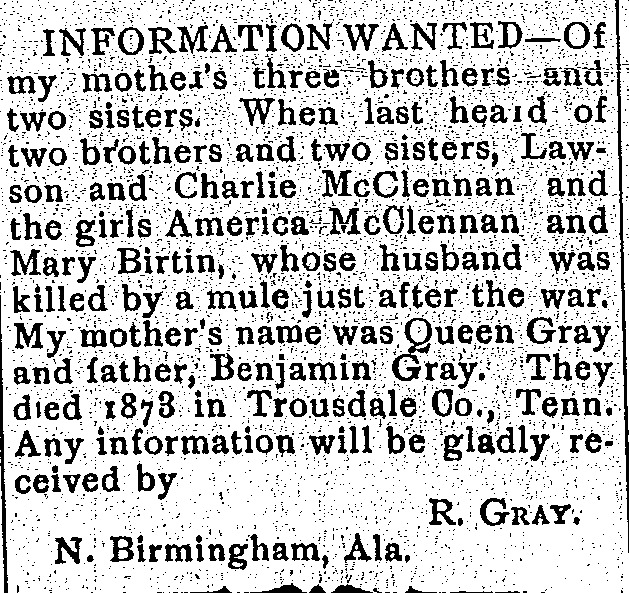 INFORMATION WANTED—Of
my mother's three brothers and
two sisters. When last heard of
two brothers and two sisters, Law-
son and Charlie McClennan and
the girls America McClennan and
Mary Birtin, whose husband was
killed by a mule just after the war.
My mother's name was Queen Gray
and father, Benjamin Gray. They
died 1873 in Trousdale Co., Tenn.
Any information will be gladly re-
ceived by
R. GRAY.
N. Birmingham, Ala.